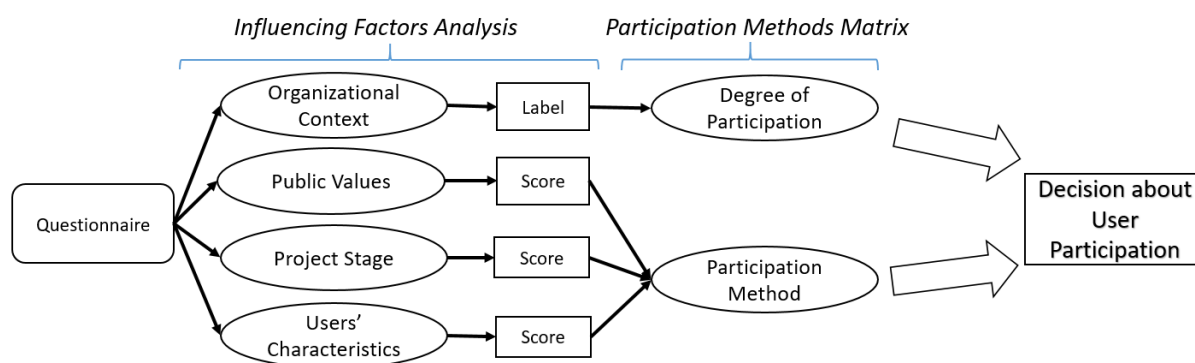 Influencing Factors Analysis
Participation Methods Matrix
Organizational
Context
Label
Degree of
Participation
Public Values
Score
Questionnaire
Decision about
User
Participation
Project Stage
Score
Participation
Method
Users’
Characteristics
Score